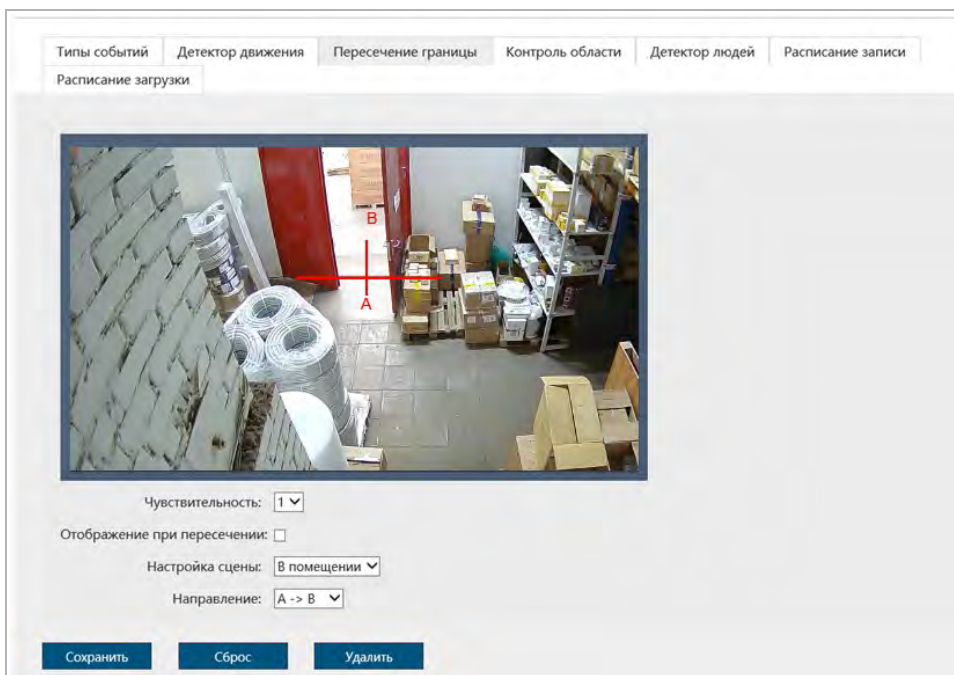 Типы событий
Детектор движения
Пересечение границы
Контроль области
Детектор людей
Расписание записи
Расписание загрузки
B
A
Чувствительность: 1
Отображение при пересечении:
Настройка сцены: В помещении
Направление: A -> B
Сохранить
Сброс
Удалить